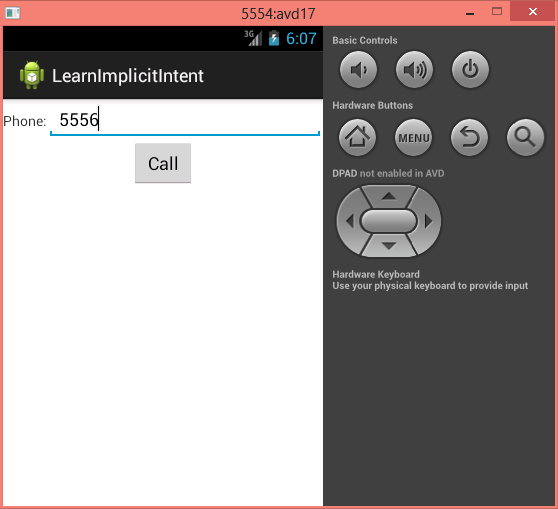 5554:avd17
3G 6:07
LearnImplicitIntent
Phone: 5556
Call
Basic Controls
Hardware Buttons
MENU
DPAD not enabled in AVD
Hardware Keyboard
Use your physical keyboard to provide input